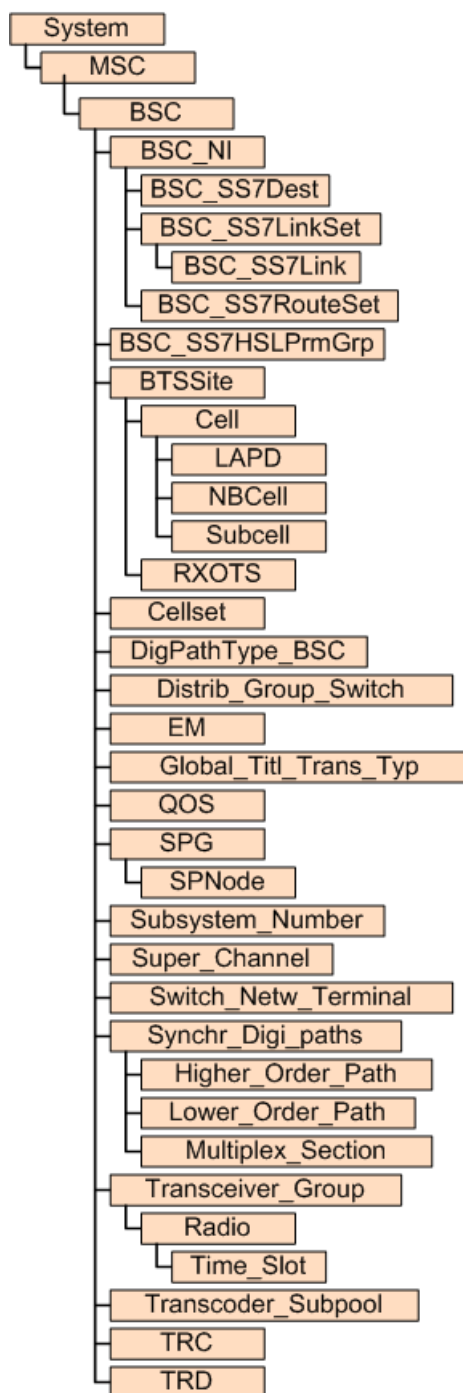 System
MSC
BSC
BSC_NI
BSC_SS7Dest
BSC_SS7LinkSet
BSC_SS7Link
BSC_SS7RouteSet
BSC_SS7HSLPrmGrp
BTSSite
Cell
LAPD
NBCell
Subcell
RXOTS
Cellset
DigPathType_BSC
Distrib_Group_Switch
EM
Global_Titl_Trans_Typ
QOS
SPG
SPNode
Subsystem_Number
Super_Channel
Switch_Netw_Terminal
Synchr_Digi_paths
Higher_Order_Path
Lower_Order_Path
Multiplex_Section
Transceiver_Group
Radio
Time_Slot
Transcoder_Subpool
TRC
TRD